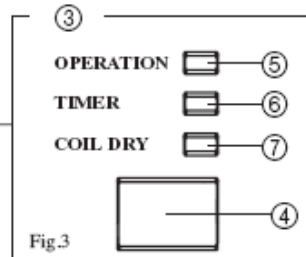 ③
OPERATION ⑤
TIMER ⑥
COIL DRY ⑦
④
Fig.3